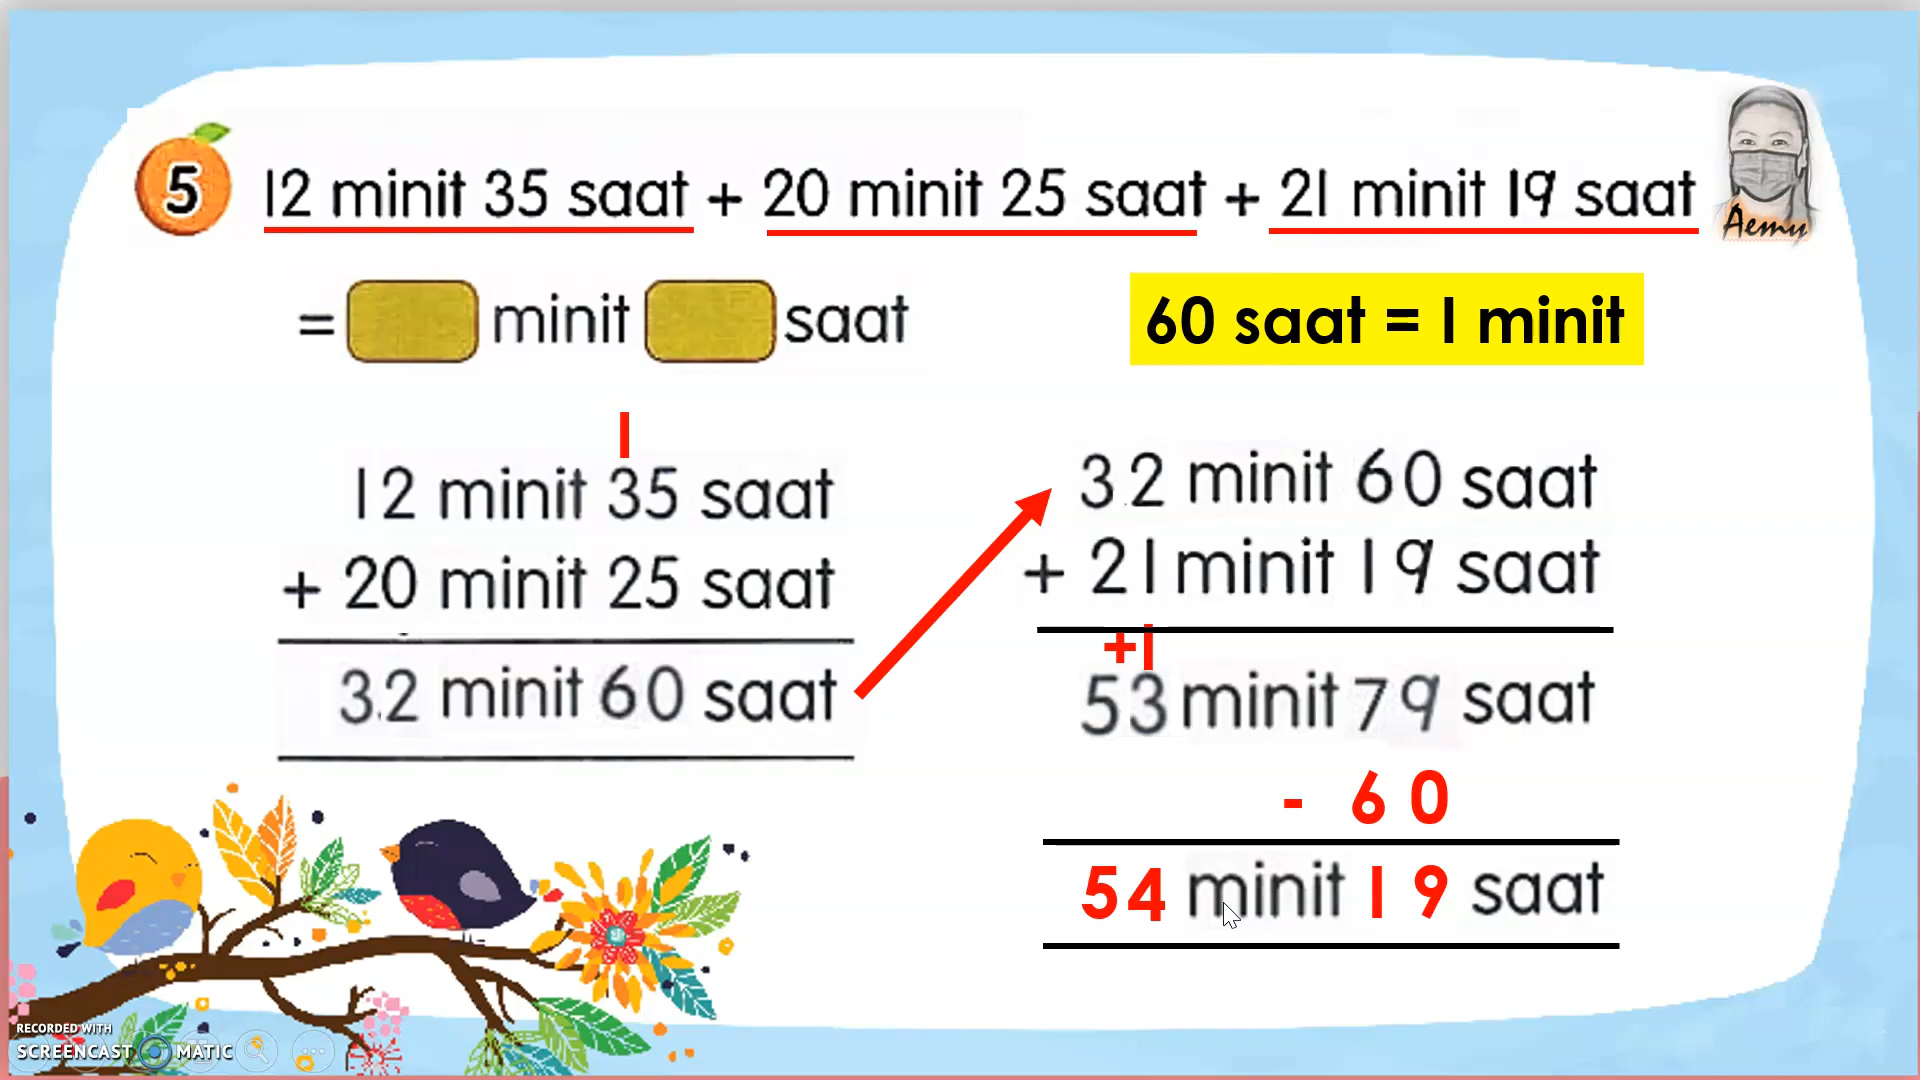 5 12 minit 35 saat + 20 minit 25 saat + 21 minit 19 saat
Aemy
= minit saat
60 saat = 1 minit
1
12 minit 35 saat
+ 20 minit 25 saat
32 minit 60 saat
32 minit 60 saat
+ 21 minit 19 saat
+1
53 minit 79 saat
- 60
54 minit 19 saat
RECORDED WITH
SCREENCAST MATIC